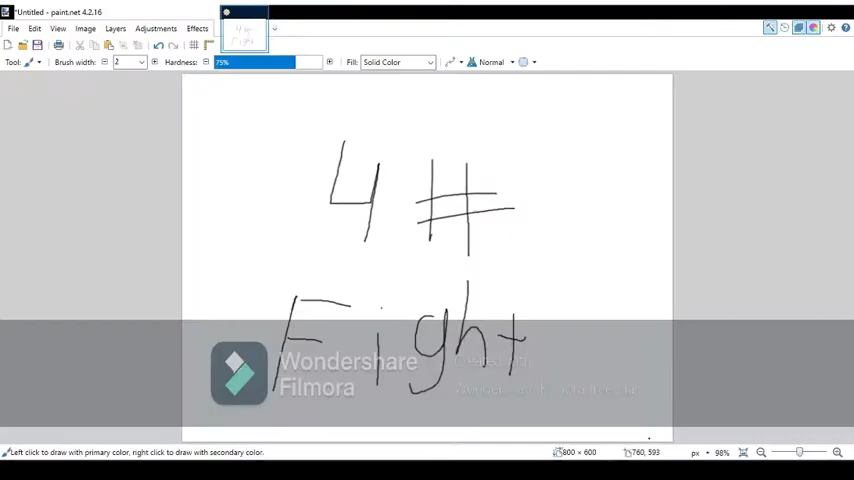 *Untitled - paint.net 4.2.16
File Edit View Image Layers Adjustments Effects
Tool: Brush width: 2 Hardness: 75% Fill: Solid Color Normal
4 #
Fight
Wondershare
Filmora
Created with
Left click to draw with primary color, right click to draw with secondary color.
800 × 600 760, 593 px 98%